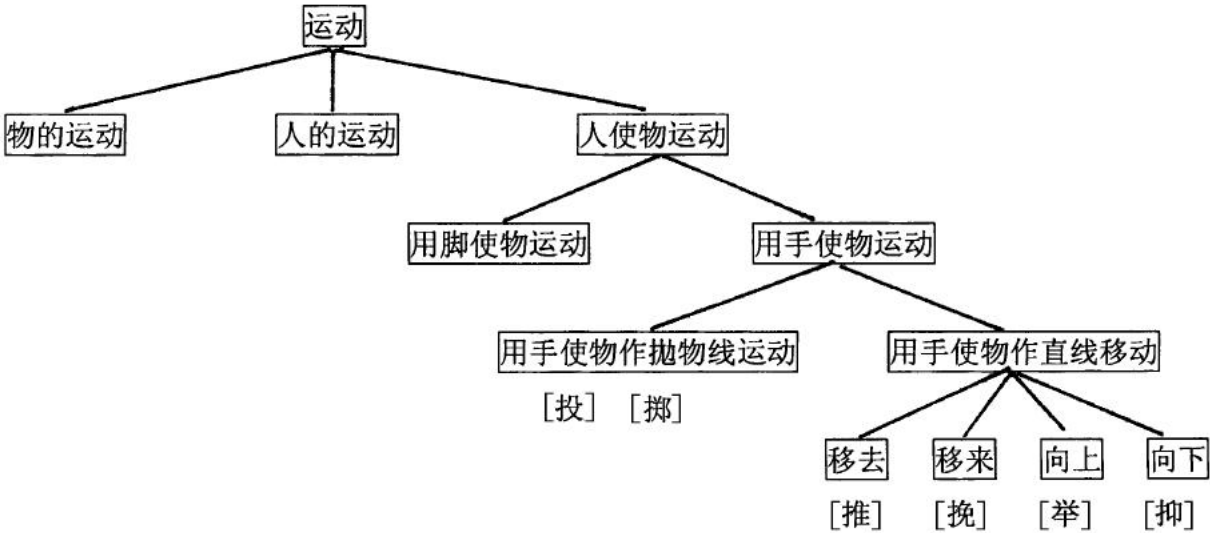 运动
物的运动 人的运动 人使物运动
用脚使物运动 用手使物运动
用手使物作抛物线运动 用手使物作直线移动
[投] [掷]
移去 移来 向上 向下
[推] [挽] [举] [抑]